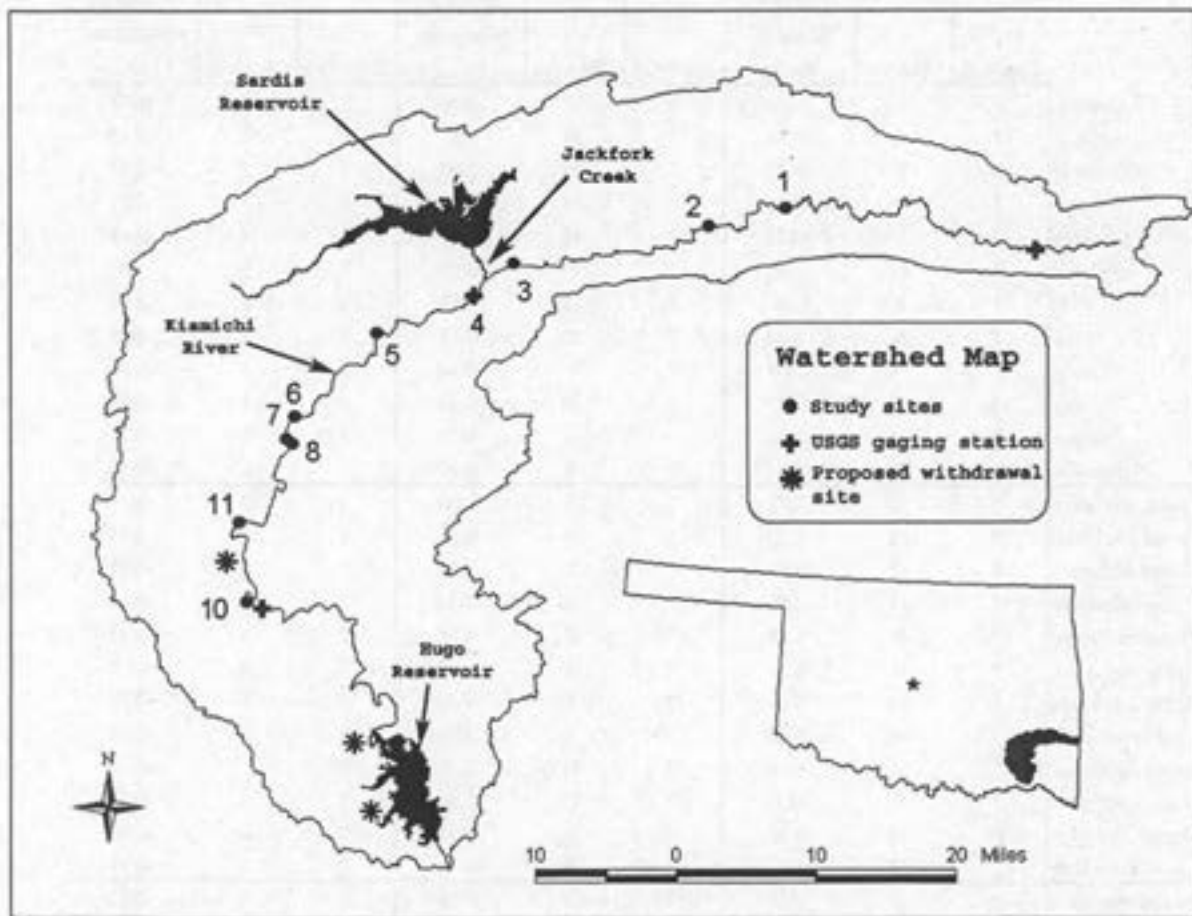 Sardis
Reservoir
Jackfork
Creek
1
2
3
4
Kiamichi
River
5
6
7
8
Watershed Map
Study sites
USGS gaging station
Proposed withdrawal
site
11
10
Hugo
Reservoir
N
10 0 10 20 Miles